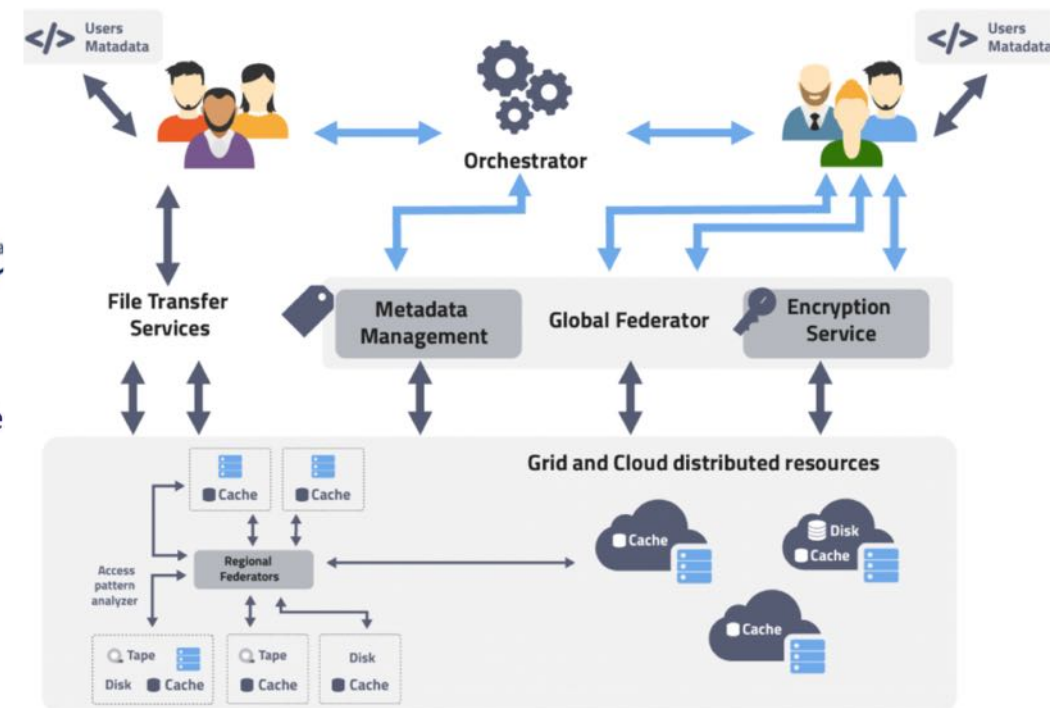 Users
Matadata
Users
Matadata
Orchestrator
File Transfer
Services
Metadata
Management
Global Federator
Encryption
Service
Grid and Cloud distributed resources
Cache
Cache
Regional
Federators
Access
pattern
analyzer
Tape
Disk
Cache
Tape
Cache
Disk
Cache
Cache
Disk
Cache
Cache